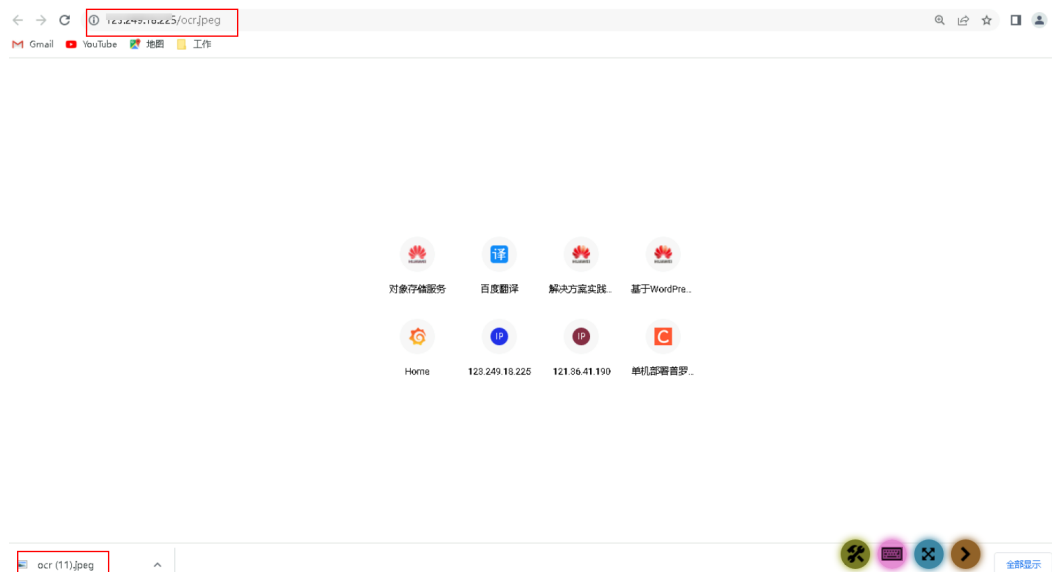 123.249.18.225/ocr.jpeg
Gmail YouTube 地图 工作
译
对象存储服务 百度翻译 解决方案实践... 基于WordPre...
IP IP C
Home 123.249.18.225 121.36.41.190 单机部署普罗...
ocr (11).jpeg 全部显示